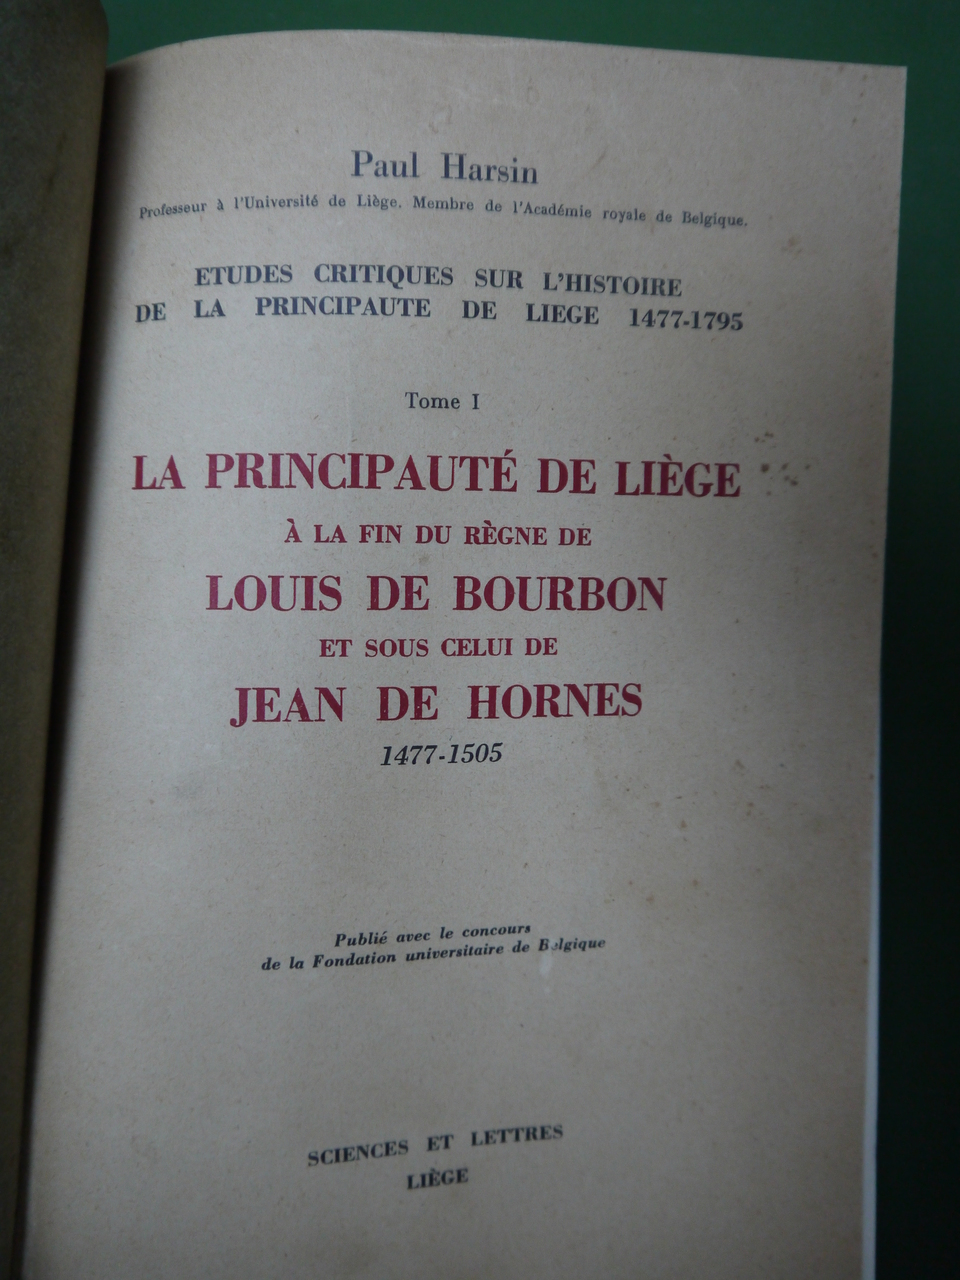 Paul Harsin
Professeur à l'Université de Liège. Membre de l'Académie royale de Belgique.
ETUDES CRITIQUES SUR L'HISTOIRE
DE LA PRINCIPAUTE DE LIEGE 1477-1795
Tome I
LA PRINCIPAUTÉ DE LIÈGE
À LA FIN DU RÈGNE DE
LOUIS DE BOURBON
ET SOUS CELUI DE
JEAN DE HORNES
1477-1505
Publié avec le concours
de la Fondation universitaire de Belgique
SCIENCES ET LETTRES
LIÈGE